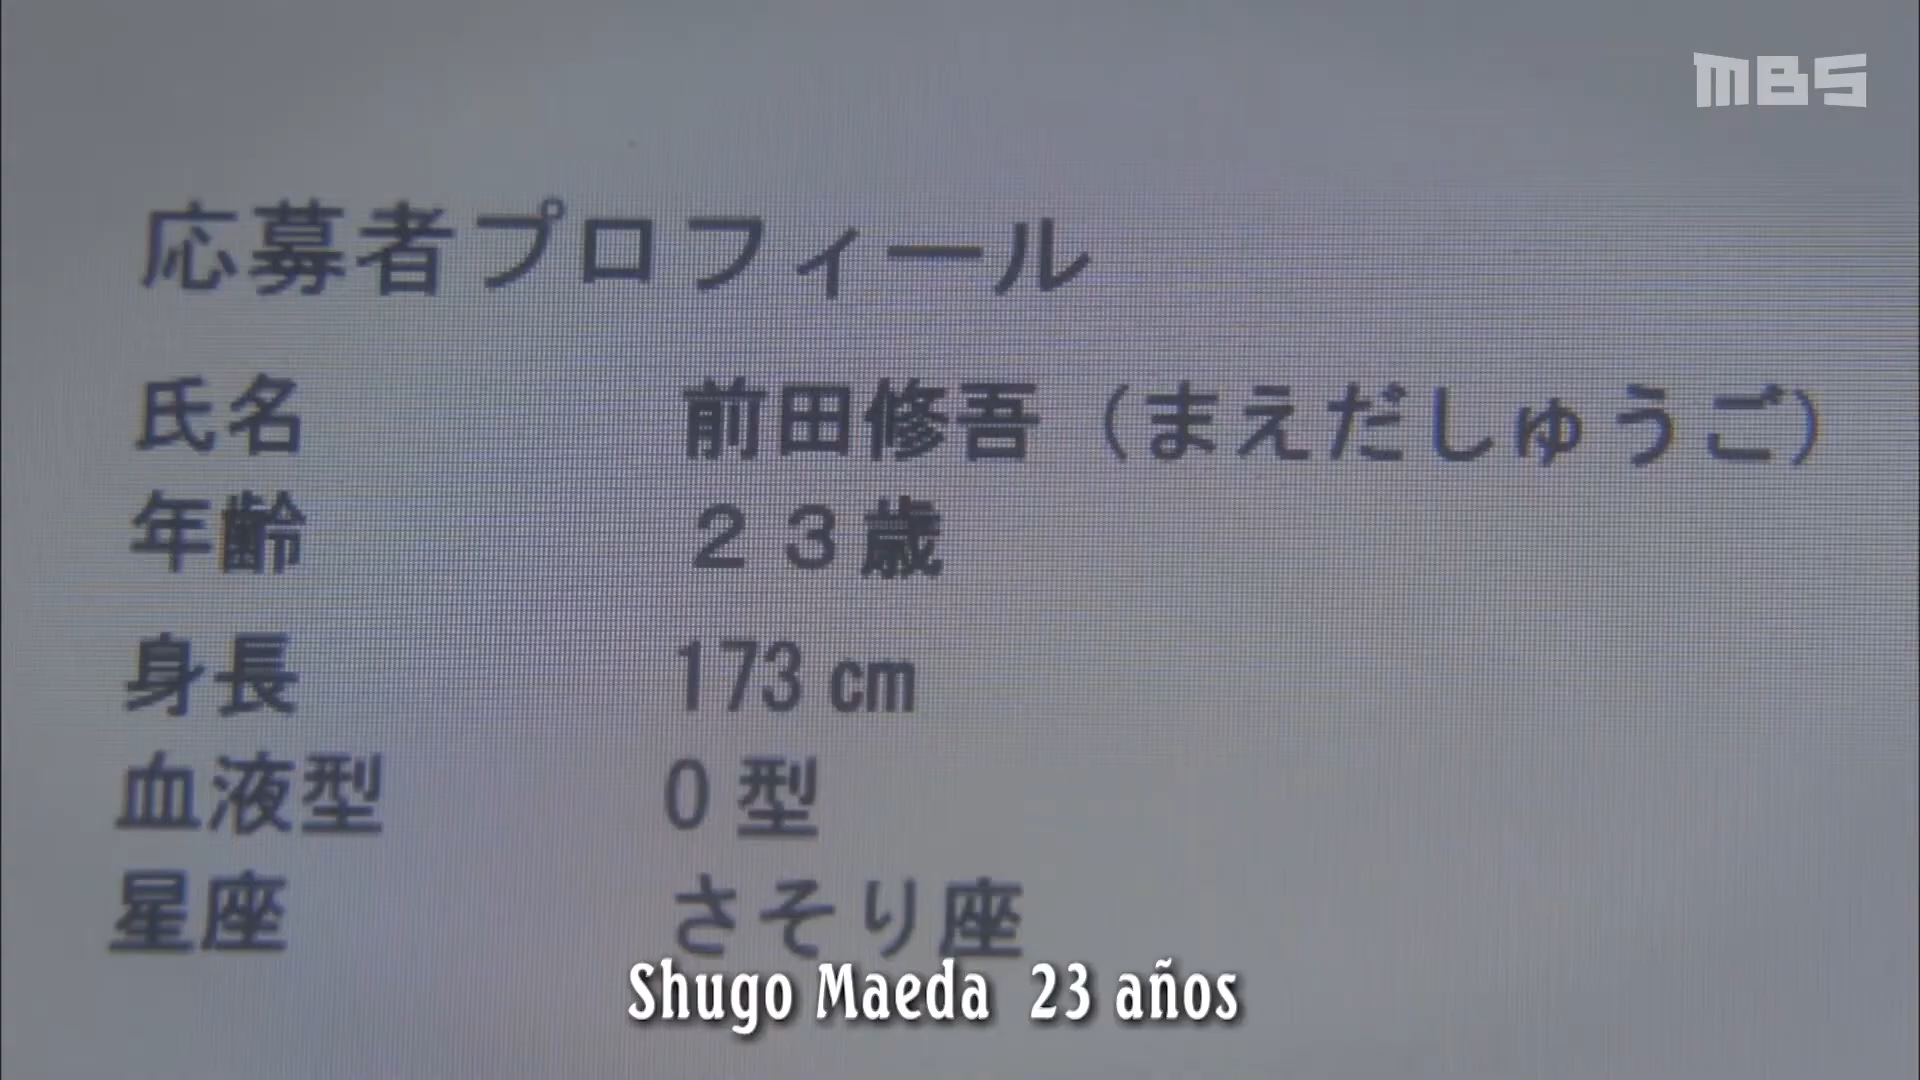 MBS
応募者プロフィール
氏名 前田修吾（まえだしゅうご）
年齢 ２３歳
身長 173 cm
血液型 O 型
星座 さそり座
Shugo Maeda 23 años